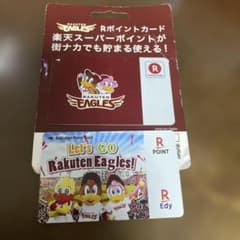 RAKUTEN
EAGLES
Rポイントカード
楽天スーパーポイントが
街ナカでも貯まる使える!
R
RAKUTEN
EAGLES
Let's GO
Rakuten Eagles!
R
POINT
R
Edy